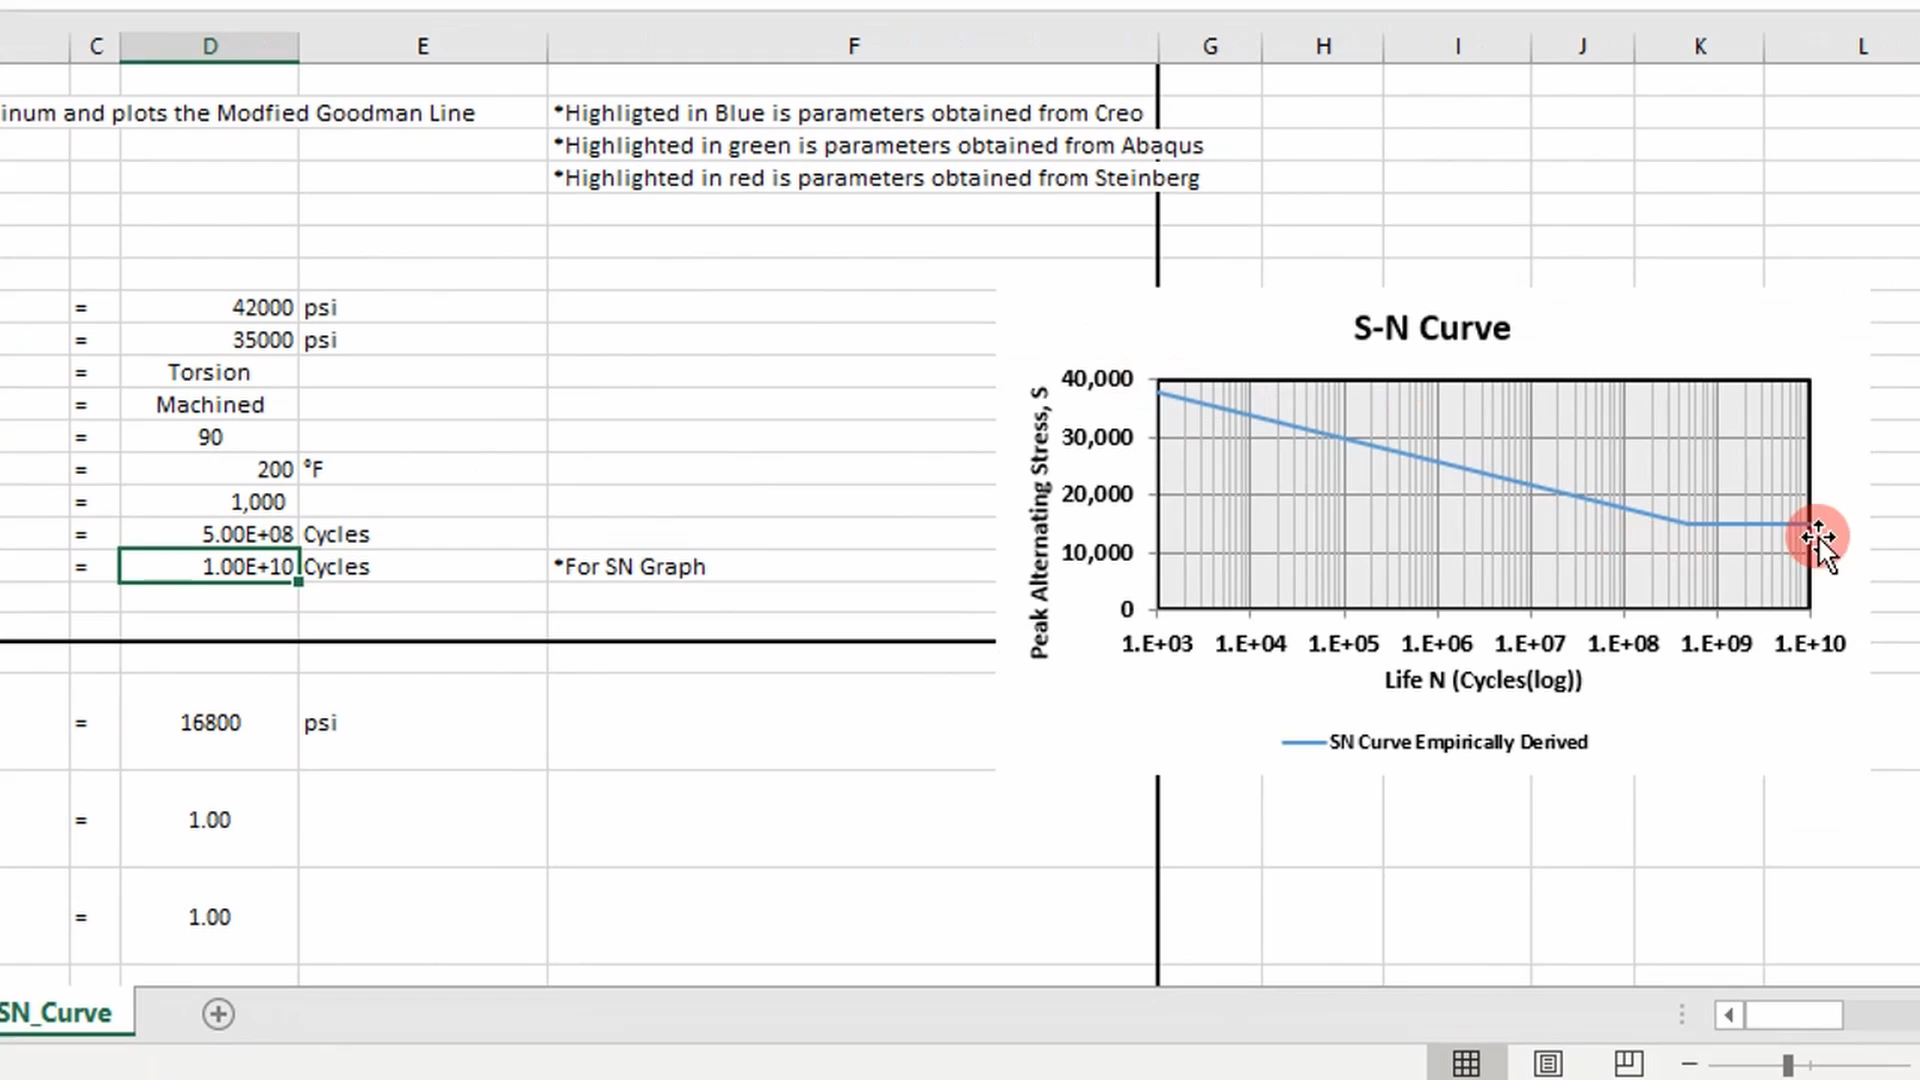 C D E F G H I J K L
inum and plots the Modfied Goodman Line *Highligted in Blue is parameters obtained from Creo
*Highlighted in green is parameters obtained from Abaqus
*Highlighted in red is parameters obtained from Steinberg
= 42000 psi
= 35000 psi
= Torsion
= Machined
= 90
= 200 °F
= 1,000
= 5.00E+08 Cycles
= 1.00E+10 Cycles *For SN Graph
= 16800 psi
= 1.00
= 1.00
S-N Curve
Peak Alternating Stress, S
40,000
30,000
20,000
10,000
0
1.E+03 1.E+04 1.E+05 1.E+06 1.E+07 1.E+08 1.E+09 1.E+10
Life N (Cycles(log))
SN Curve Empirically Derived
SN_Curve